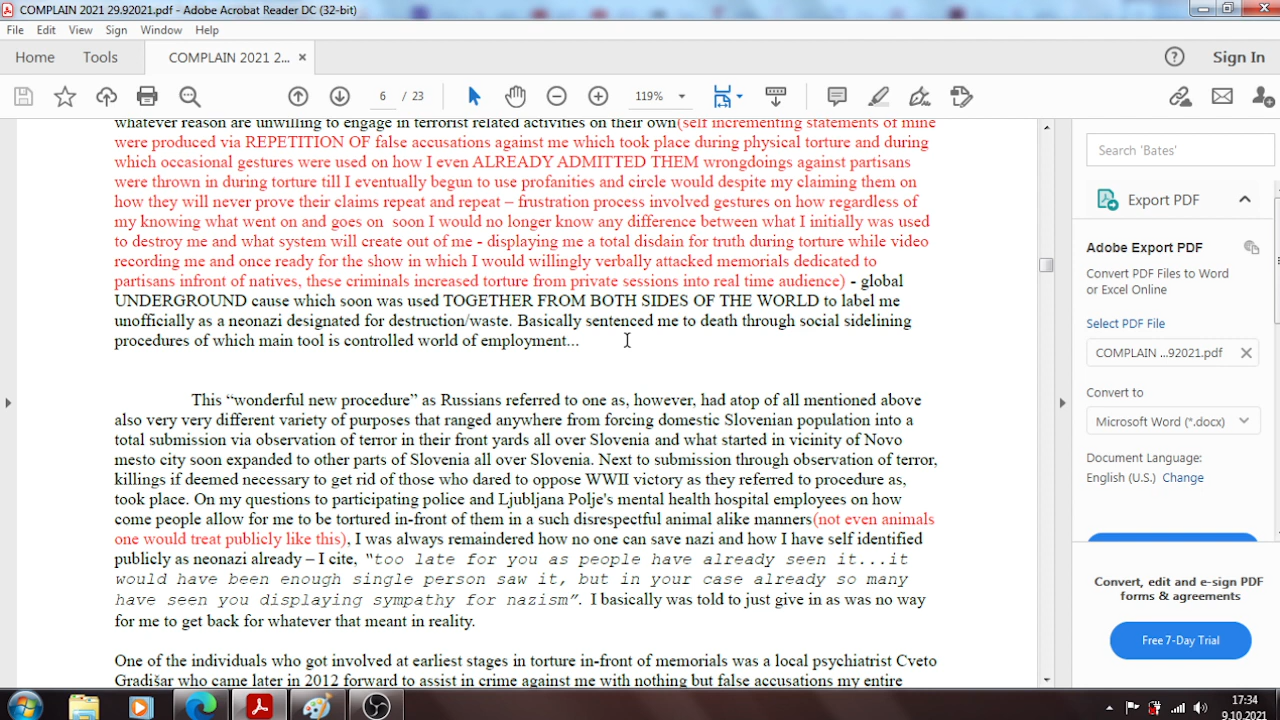 COMPLAIN 2021 29.92021.pdf - Adobe Acrobat Reader DC (32-bit)
File Edit View Sign Window Help
Home Tools COMPLAIN 2021 2... × Sign In
6 / 23 119%
whatever reason are unwilling to engage in terrorist related activities on their own(self incrementing statements of mine
were produced via REPETITION OF false accusations against me which took place during physical torture and during
which occasional gestures were used on how I even ALREADY ADMITTED THEM wrongdoings against partisans
were thrown in during torture till I eventually begun to use profanities and circle would despite my claiming them on
how they will never prove their claims repeat and repeat – frustration process involved gestures on how regardless of
my knowing what went on and goes on soon I would no longer know any difference between what I initially was used
to destroy me and what system will create out of me - displaying me a total disdain for truth during torture while video
recording me and once ready for the show in which I would willingly verbally attacked memorials dedicated to
partisans infront of natives, these criminals increased torture from private sessions into real time audience) - global
UNDERGROUND cause which soon was used TOGETHER FROM BOTH SIDES OF THE WORLD to label me
unofficially as a neonazi designated for destruction/waste. Basically sentenced me to death through social sidelining
procedures of which main tool is controlled world of employment...
This “wonderful new procedure” as Russians referred to one as, however, had atop of all mentioned above
also very very different variety of purposes that ranged anywhere from forcing domestic Slovenian population into a
total submission via observation of terror in their front yards all over Slovenia and what started in vicinity of Novo
mesto city soon expanded to other parts of Slovenia all over Slovenia. Next to submission through observation of terror,
killings if deemed necessary to get rid of those who dared to oppose WWII victory as they referred to procedure as,
took place. On my questions to participating police and Ljubljana Polje's mental health hospital employees on how
come people allow for me to be tortured in-front of them in a such disrespectful animal alike manners(not even animals
one would treat publicly like this), I was always remaindered how no one can save nazi and how I have self identified
publicly as neonazi already – I cite, “too late for you as people have already seen it...it
would have been enough single person saw it, but in your case already so many
have seen you displaying sympathy for nazism”. I basically was told to just give in as was no way
for me to get back for whatever that meant in reality.
One of the individuals who got involved at earliest stages in torture in-front of memorials was a local psychiatrist Cveto
Gradišar who came later in 2012 forward to assist in crime against me with nothing but false accusations my entire
Search 'Bates'
Export PDF
Adobe Export PDF
Convert PDF Files to Word
or Excel Online
Select PDF File
COMPLAIN ...92021.pdf ×
Convert to
Microsoft Word (*.docx)
Document Language:
English (U.S.) Change
Convert, edit and e-sign PDF
forms & agreements
Free 7-Day Trial
17:34
9.10.2021